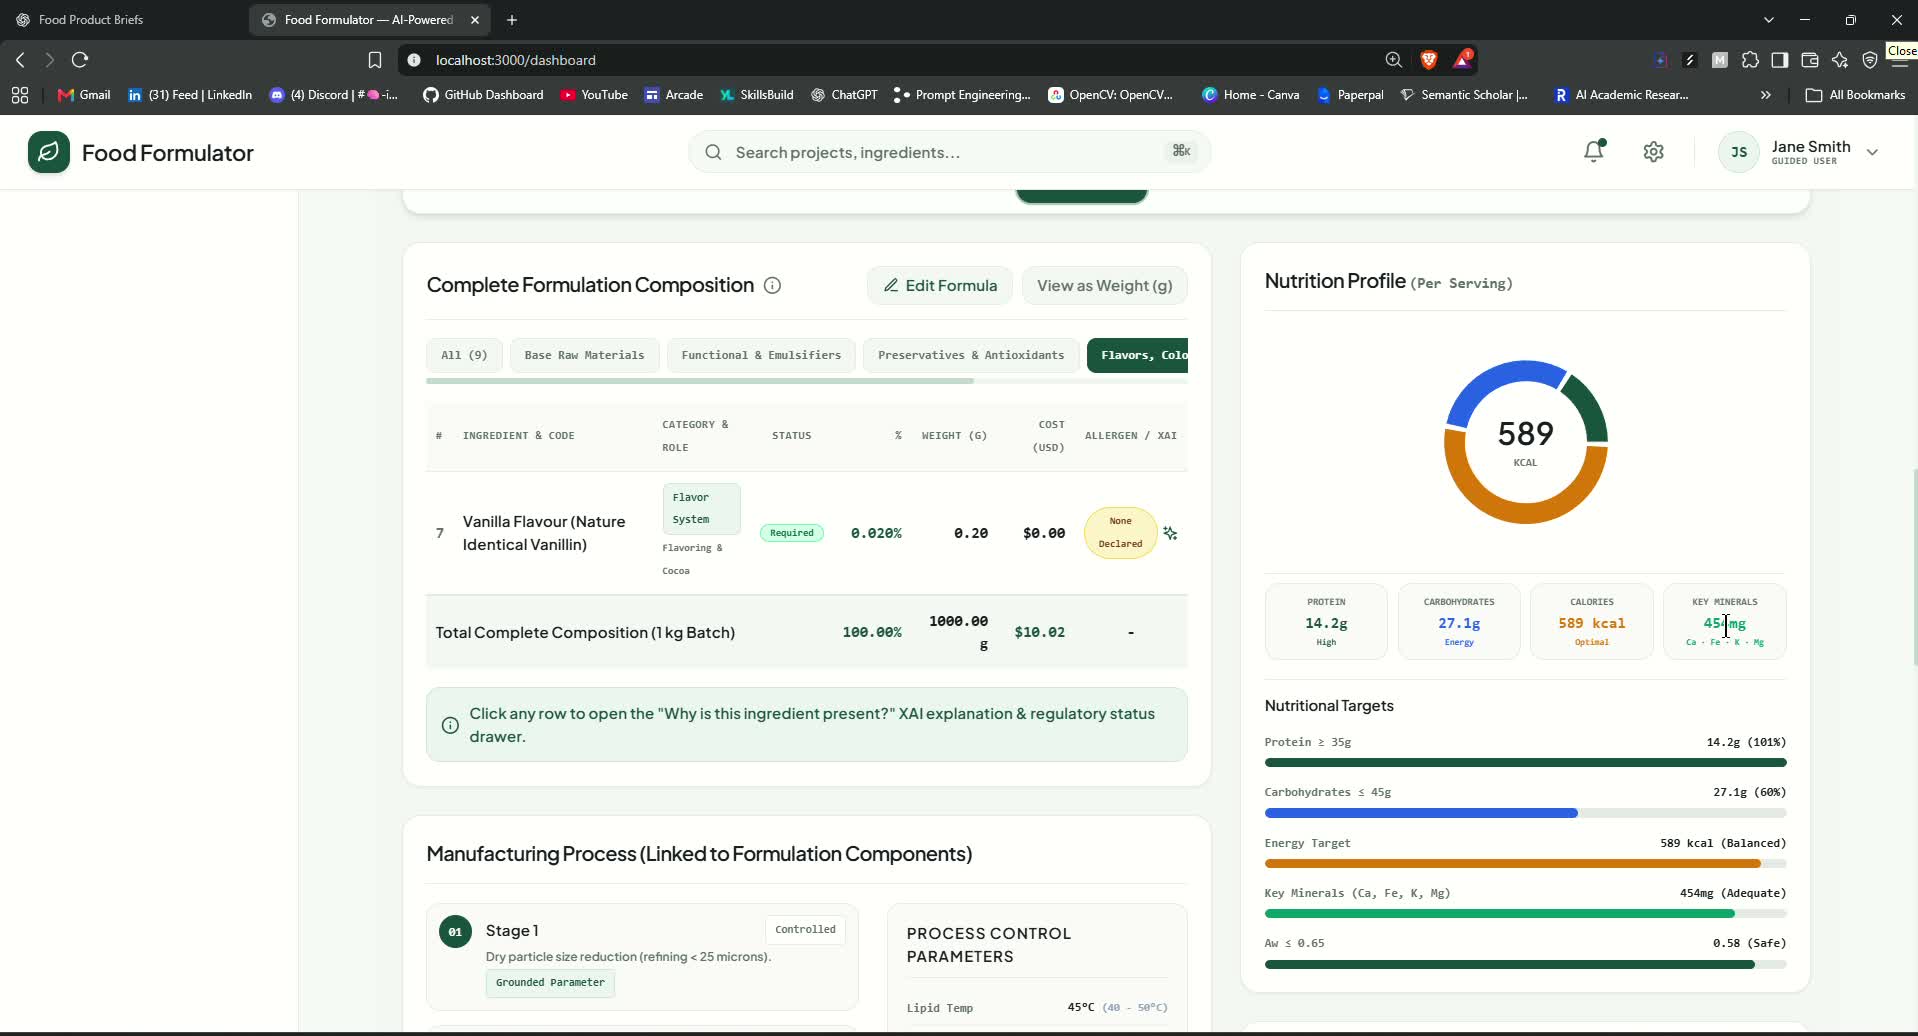 Food Product Briefs
Food Formulator — AI-Powered
Close
localhost:3000/dashboard
1
Gmail
(31) Feed | LinkedIn
(4) Discord | #🧠-i...
GitHub Dashboard
YouTube
Arcade
SkillsBuild
ChatGPT
Prompt Engineering...
OpenCV: OpenCV...
Home - Canva
Paperpal
Semantic Scholar |...
AI Academic Resear...
All Bookmarks
Food Formulator
Search projects, ingredients...
⌘K
JS
Jane Smith
GUIDED USER
Complete Formulation Composition
Edit Formula
View as Weight (g)
All (9)
Base Raw Materials
Functional & Emulsifiers
Preservatives & Antioxidants
Flavors, Colo
# INGREDIENT & CODE
CATEGORY &
ROLE
STATUS
%
WEIGHT (G)
COST
(USD)
ALLERGEN / XAI
7
Vanilla Flavour (Nature
Identical Vanillin)
Flavor
System
Flavoring &
Cocoa
Required
0.020%
0.20
$0.00
None
Declared
Total Complete Composition (1 kg Batch)
100.00%
1000.00
g
$10.02
-
Click any row to open the "Why is this ingredient present?" XAI explanation & regulatory status
drawer.
Manufacturing Process (Linked to Formulation Components)
01
Stage 1
Controlled
Dry particle size reduction (refining < 25 microns).
Grounded Parameter
PROCESS CONTROL
PARAMETERS
Lipid Temp
45°C (40 - 50°C)
Nutrition Profile (Per Serving)
589
KCAL
PROTEIN
14.2g
High
CARBOHYDRATES
27.1g
Energy
CALORIES
589 kcal
Optimal
KEY MINERALS
454mg
Ca · Fe · K · Mg
Nutritional Targets
Protein ≥ 35g
14.2g (101%)
Carbohydrates ≤ 45g
27.1g (60%)
Energy Target
589 kcal (Balanced)
Key Minerals (Ca, Fe, K, Mg)
454mg (Adequate)
Aw ≤ 0.65
0.58 (Safe)